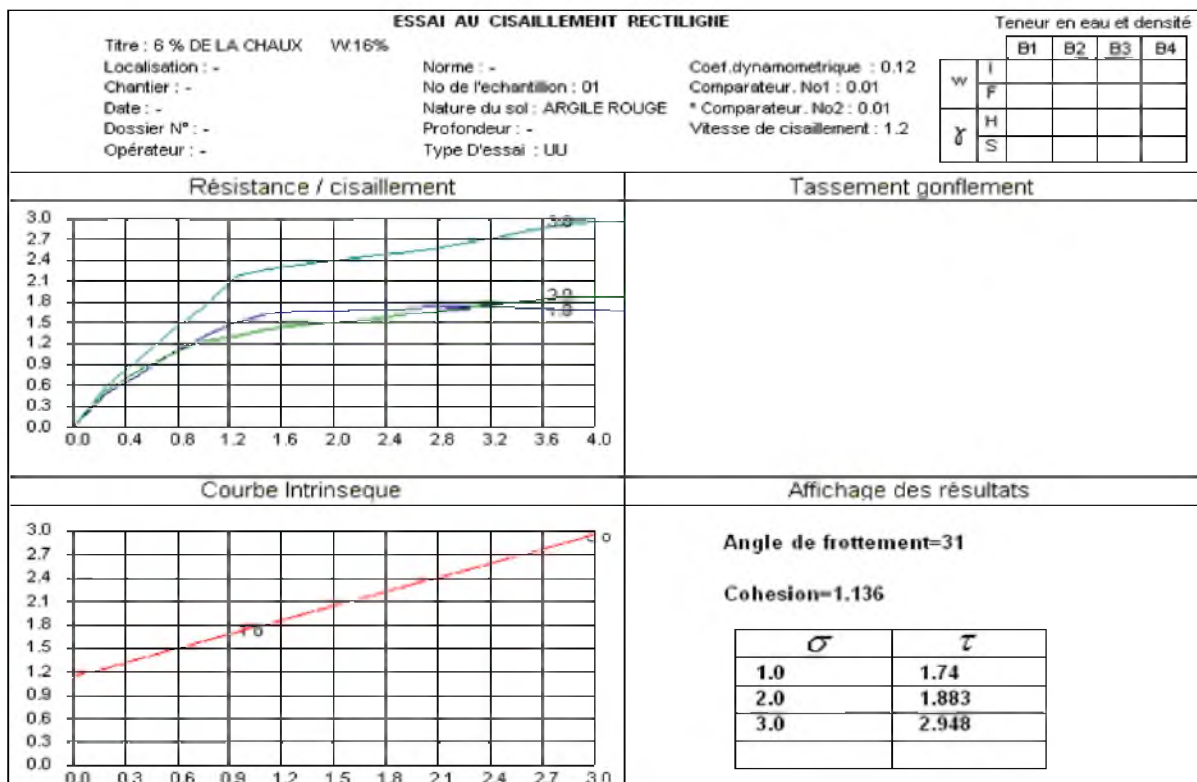 ESSAI AU CISAILLEMENT RECTILIGNE
Teneur en eau et densité
Titre : 6 % DE LA CHAUX W.16%
Localisation : -
Chantier : -
Date : -
Dossier N° : -
Opérateur : -
Norme : -
No de l'echantillion : 01
Nature du sol : ARGILE ROUGE
Profondeur : -
Type D'essai : UU
Coef.dynamometrique : 0.12
Comparateur. No1 : 0.01
* Comparateur. No2 : 0.01
Vitesse de cisaillement : 1.2
B1 B2 B3 B4
W I
F
γ H
S
Résistance / cisaillement
Tassement gonflement
3.0
2.7
2.4
2.1
1.8
1.5
1.2
0.9
0.6
0.3
0.0
0.0 0.4 0.8 1.2 1.6 2.0 2.4 2.8 3.2 3.6 4.0
3.0
2.0
1.0
Courbe Intrinseque
Affichage des résultats
3.0
2.7
2.4
2.1
1.8
1.5
1.2
0.9
0.6
0.3
0.0
0.0 0.3 0.6 0.9 1.2 1.5 1.8 2.1 2.4 2.7 3.0
Angle de frottement=31
Cohesion=1.136
σ τ
1.0 1.74
2.0 1.883
3.0 2.948